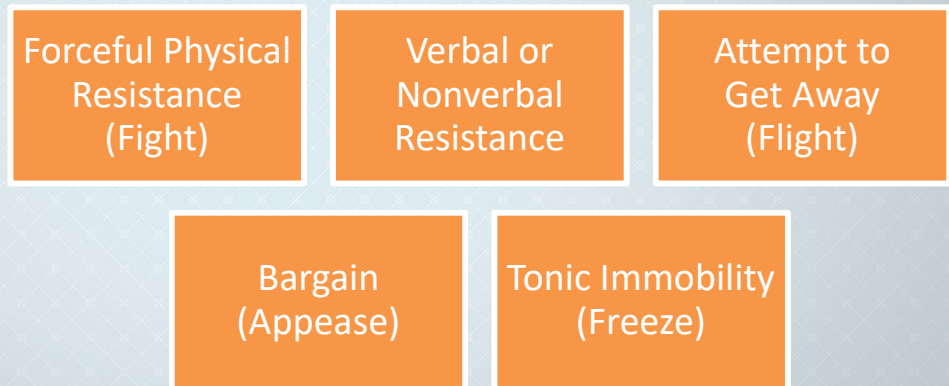 Forceful Physical
Resistance
(Fight)
Verbal or
Nonverbal
Resistance
Attempt to
Get Away
(Flight)
Bargain
(Appease)
Tonic Immobility
(Freeze)